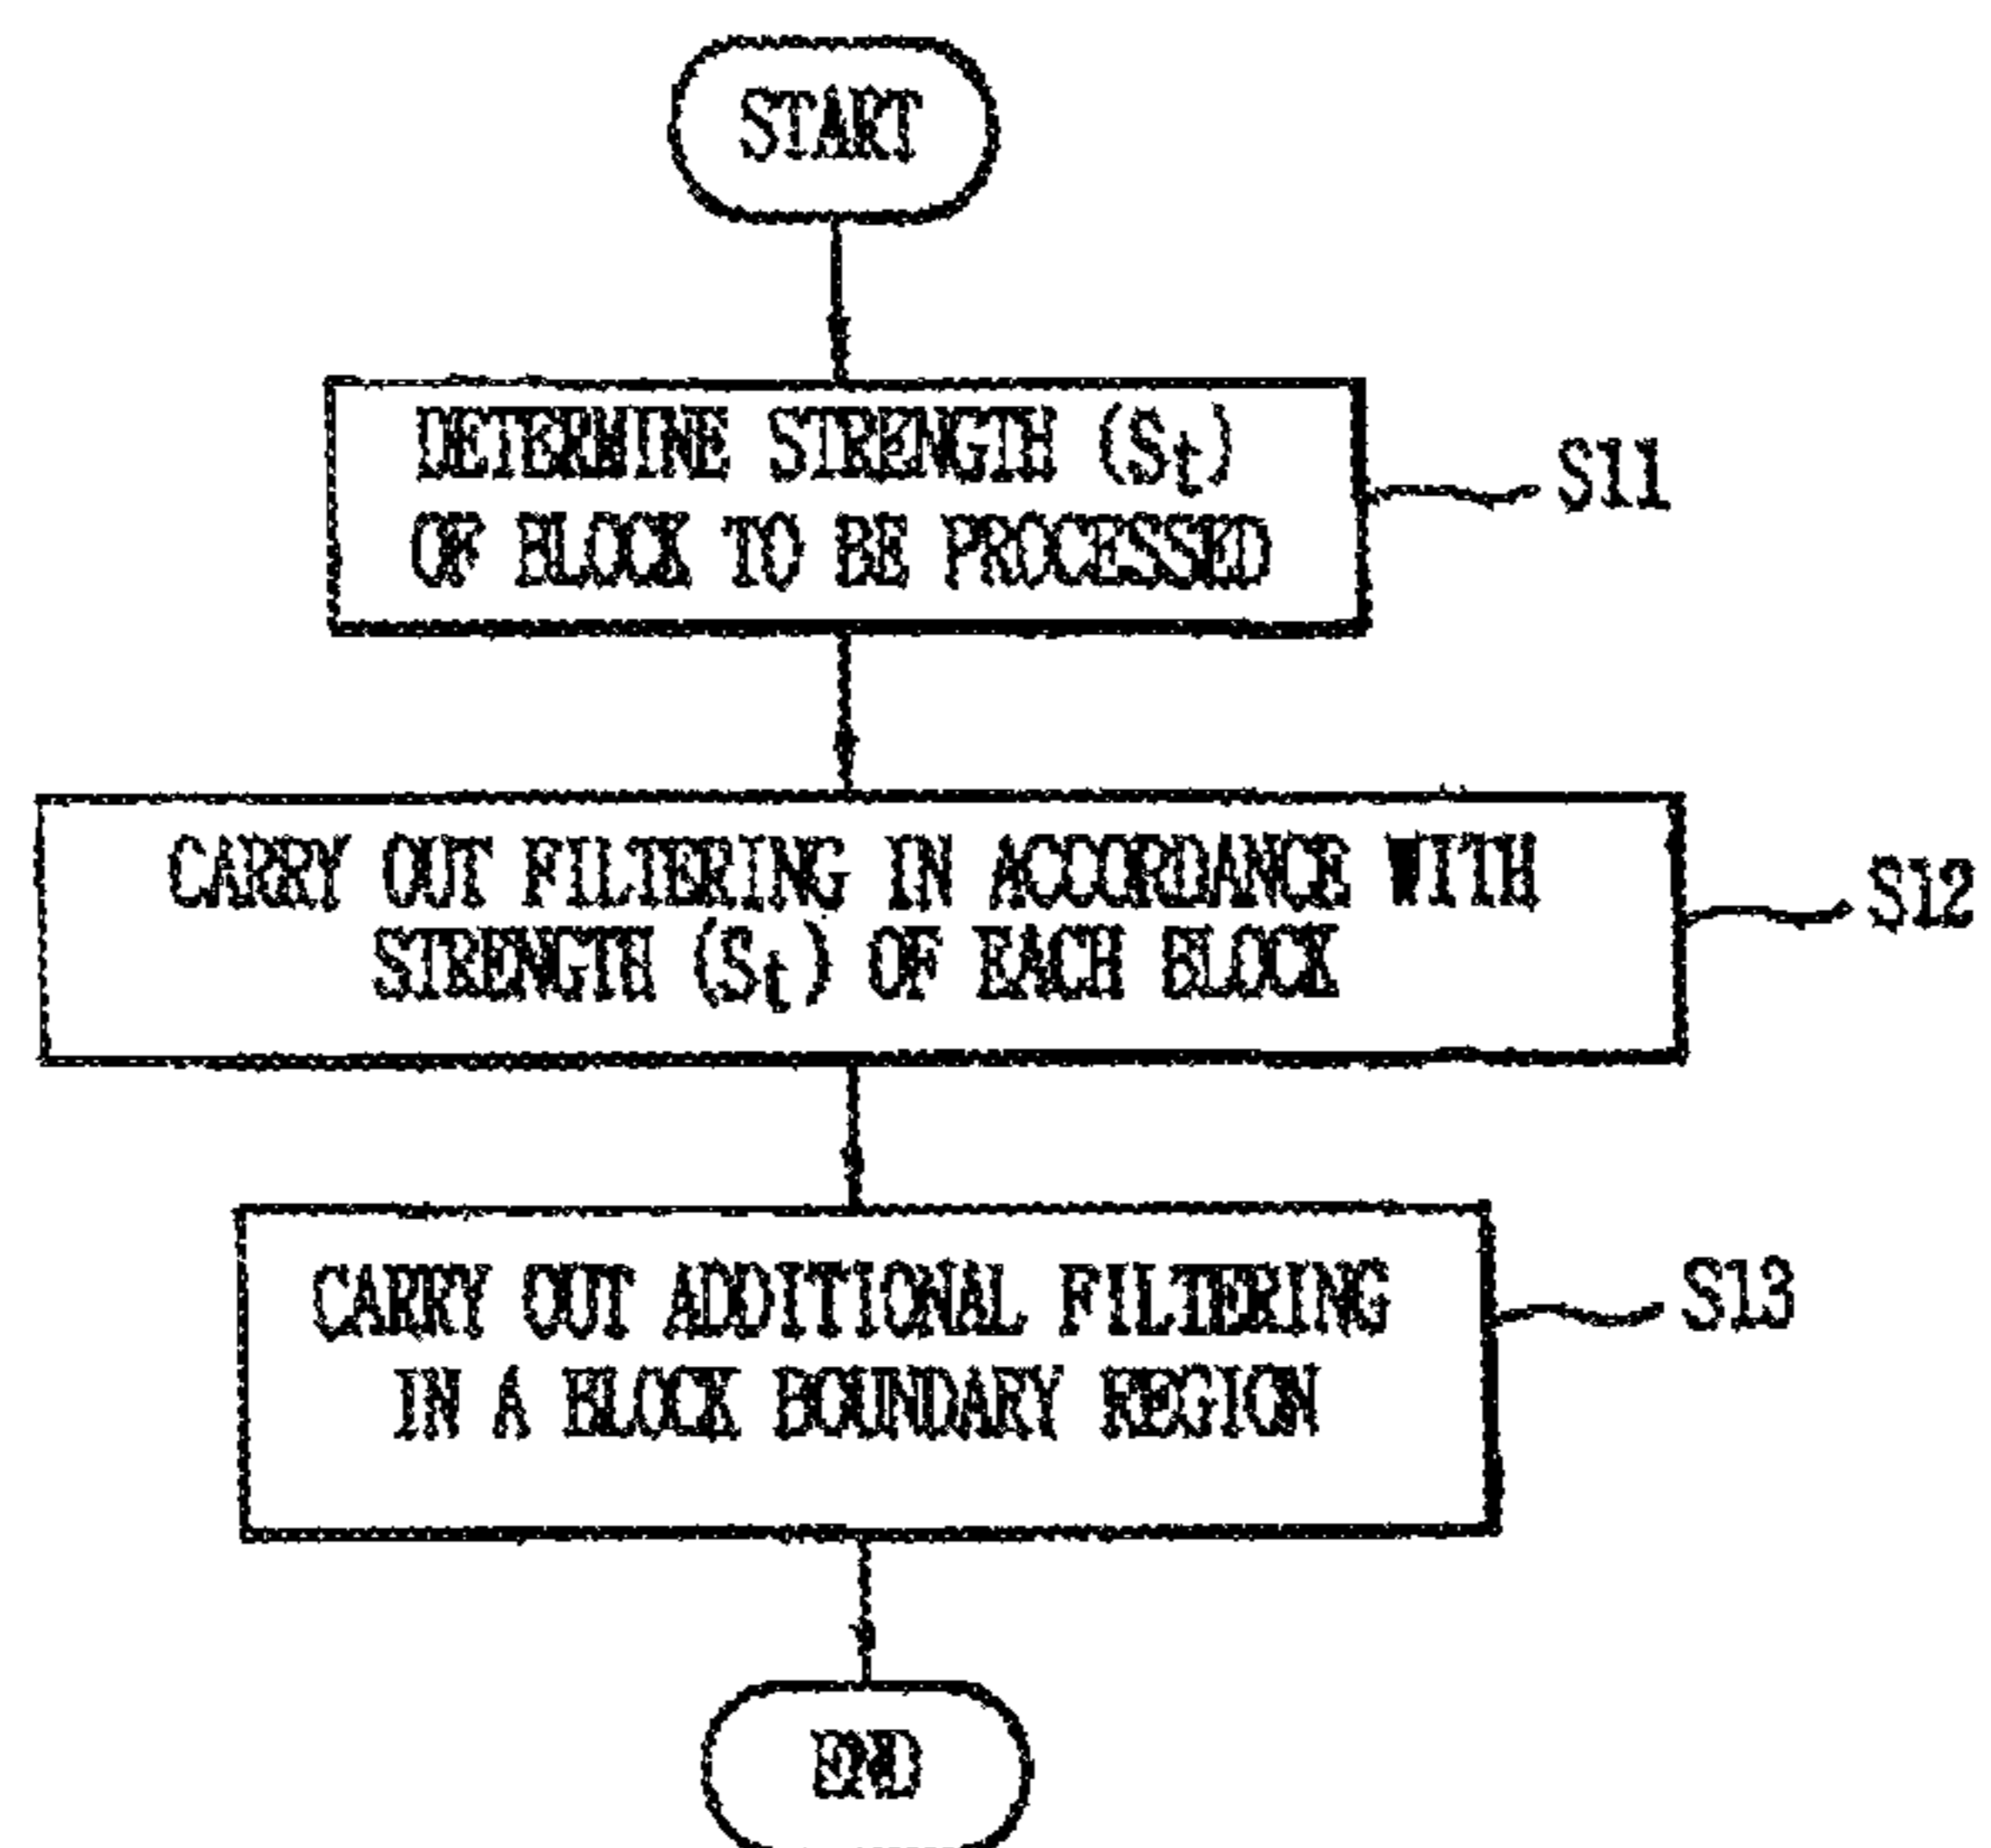 START
DETERMINE STRENGTH (St)
OF BLOCK TO BE PROCESSED
S11
CARRY OUT FILTERING IN ACCORDANCE WITH
STRENGTH (St) OF EACH BLOCK
S12
CARRY OUT ADDITIONAL FILTERING
IN A BLOCK BOUNDARY REGION
S13
END